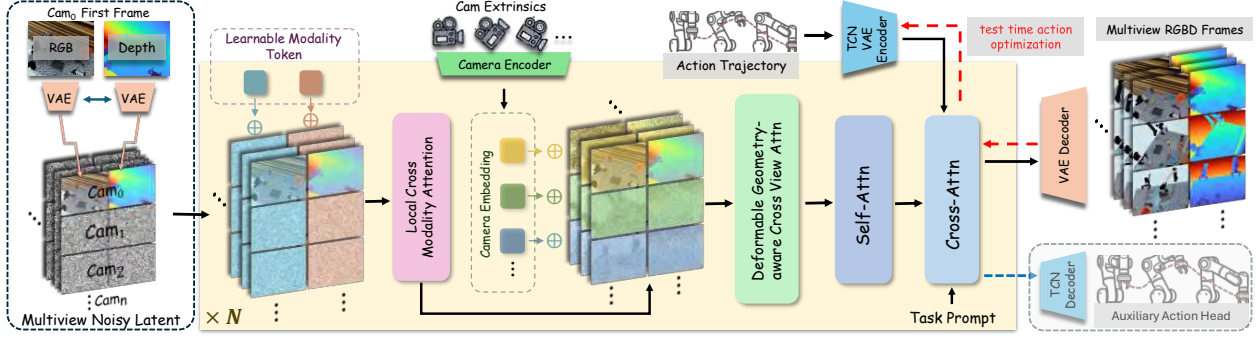 Cam₀ First Frame
RGB
Depth
VAE
VAE
Cam₀
Cam₁
Cam₂
Camₙ
Multiview Noisy Latent
Learnable Modality
Token
× N
Local Cross
Modality Attention
Cam Extrinsics
...
Camera Encoder
Camera Embedding
Deformable Geometry-
aware Cross View Attn
Self-Attn
Cross-Attn
Task Prompt
Action Trajectory
TCN
VAE
Encoder
test time action
optimization
VAE Decoder
Multiview RGBD Frames
TCN
Decoder
Auxiliary Action Head